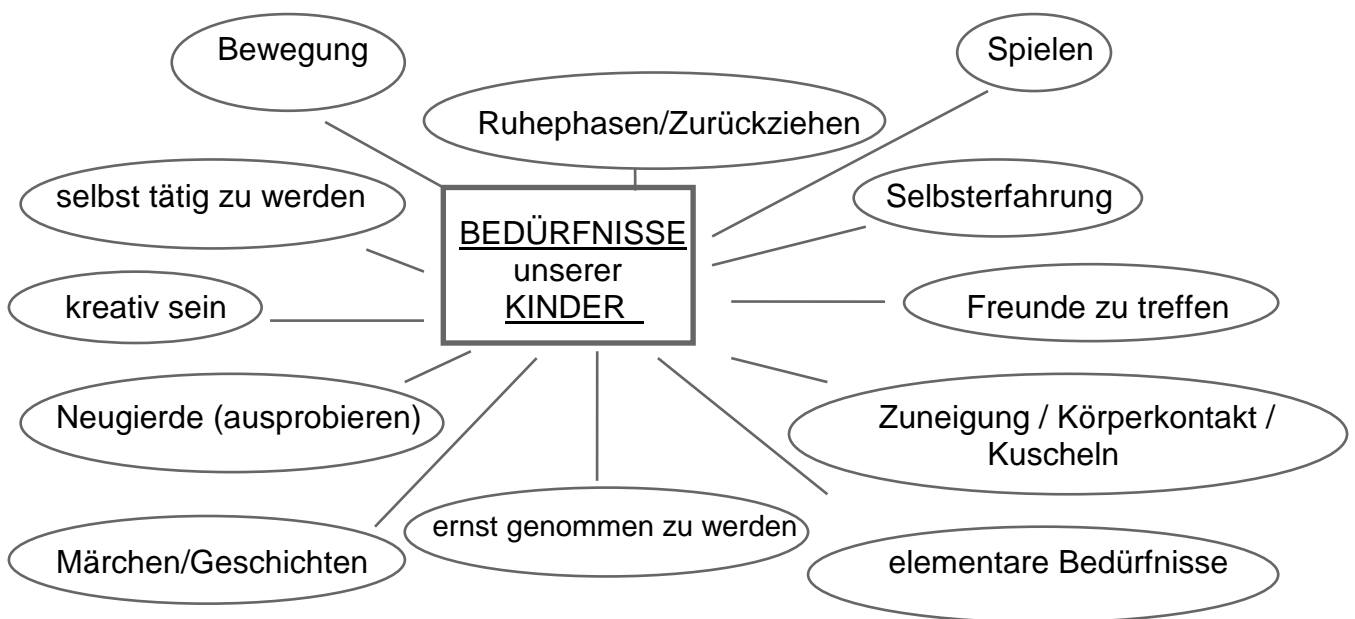 Bewegung
Spielen
Ruhephasen/Zurückziehen
selbst tätig zu werden
Selbsterfahrung
BEDÜRFNISSE
unserer
KINDER
kreativ sein
Freunde zu treffen
Neugierde (ausprobieren)
Zuneigung / Körperkontakt /
Kuscheln
ernst genommen zu werden
Märchen/Geschichten
elementare Bedürfnisse